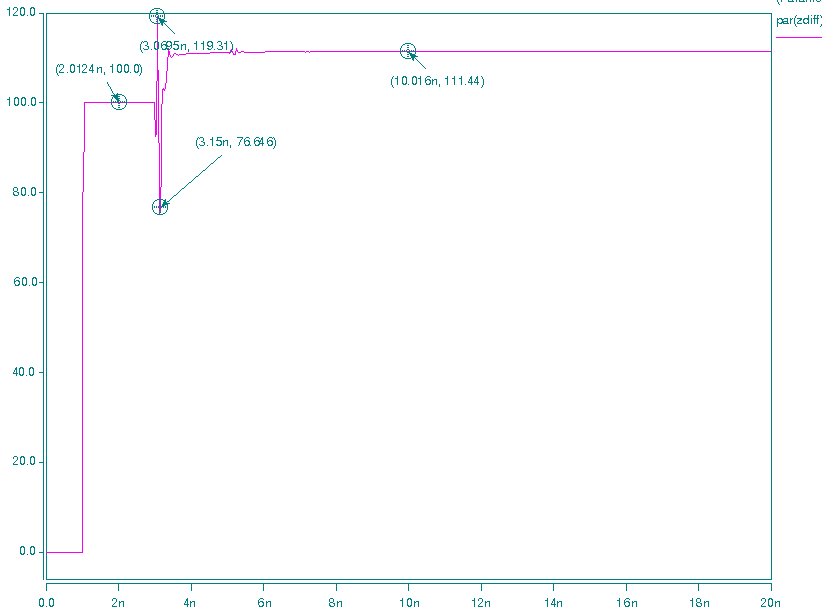 par(zdiff)
120.0
(3.0695n, 119.31)
(2.0124n, 100.0)
(10.016n, 111.44)
100.0
(3.15n, 76.646)
80.0
60.0
40.0
20.0
0.0
0.0 2n 4n 6n 8n 10n 12n 14n 16n 18n 20n